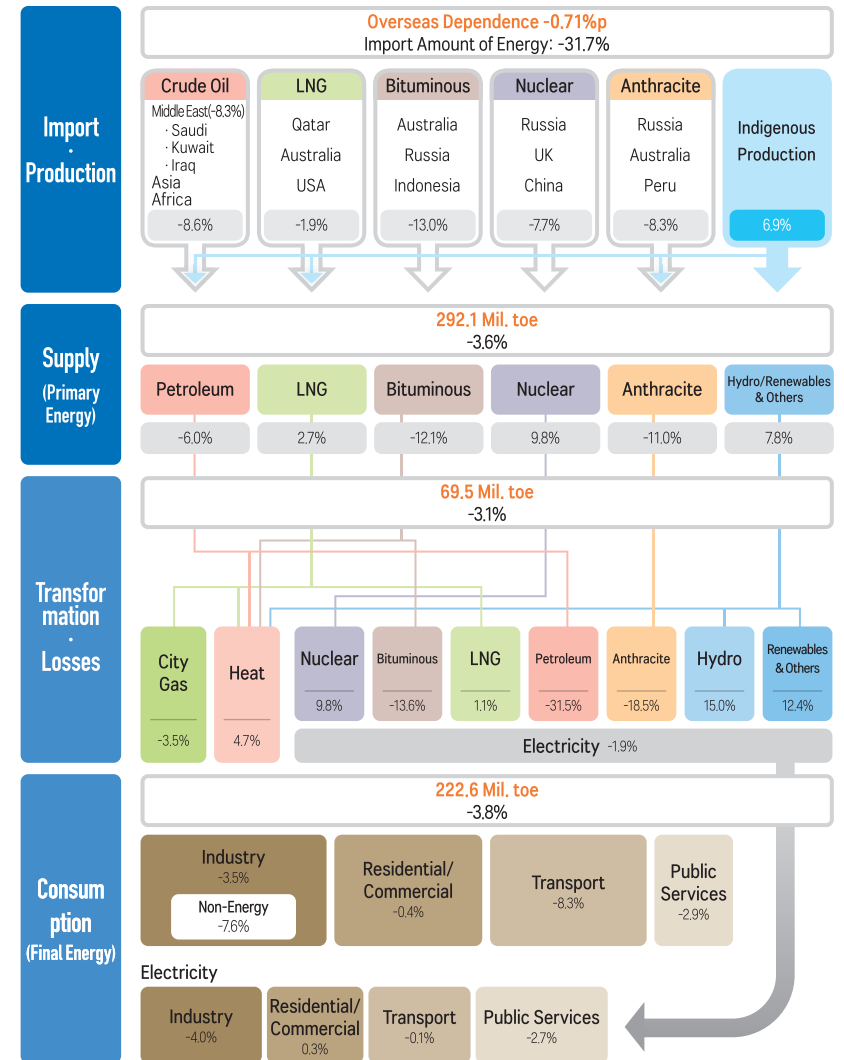 Import
·
Production
Overseas Dependence -0.71%p
Import Amount of Energy: -31.7%
Crude Oil
Middle East(-8.3%)
· Saudi
· Kuwait
· Iraq
Asia
Africa
-8.6%
LNG
Qatar
Australia
USA
-1.9%
Bituminous
Australia
Russia
Indonesia
-13.0%
Nuclear
Russia
UK
China
-7.7%
Anthracite
Russia
Australia
Peru
-8.3%
Indigenous
Production
6.9%
Supply
(Primary
Energy)
292.1 Mil. toe
-3.6%
Petroleum
-6.0%
LNG
2.7%
Bituminous
-12.1%
Nuclear
9.8%
Anthracite
-11.0%
Hydro/Renewables
& Others
7.8%
Transfor
mation
·
Losses
69.5 Mil. toe
-3.1%
City
Gas
-3.5%
Heat
4.7%
Nuclear
9.8%
Bituminous
-13.6%
LNG
1.1%
Petroleum
-31.5%
Anthracite
-18.5%
Hydro
15.0%
Renewables
& Others
12.4%
Electricity -1.9%
Consum
ption
(Final Energy)
222.6 Mil. toe
-3.8%
Industry
-3.5%
Non-Energy
-7.6%
Residential/
Commercial
-0.4%
Transport
-8.3%
Public
Services
-2.9%
Electricity
Industry
-4.0%
Residential/
Commercial
0.3%
Transport
-0.1%
Public Services
-2.7%